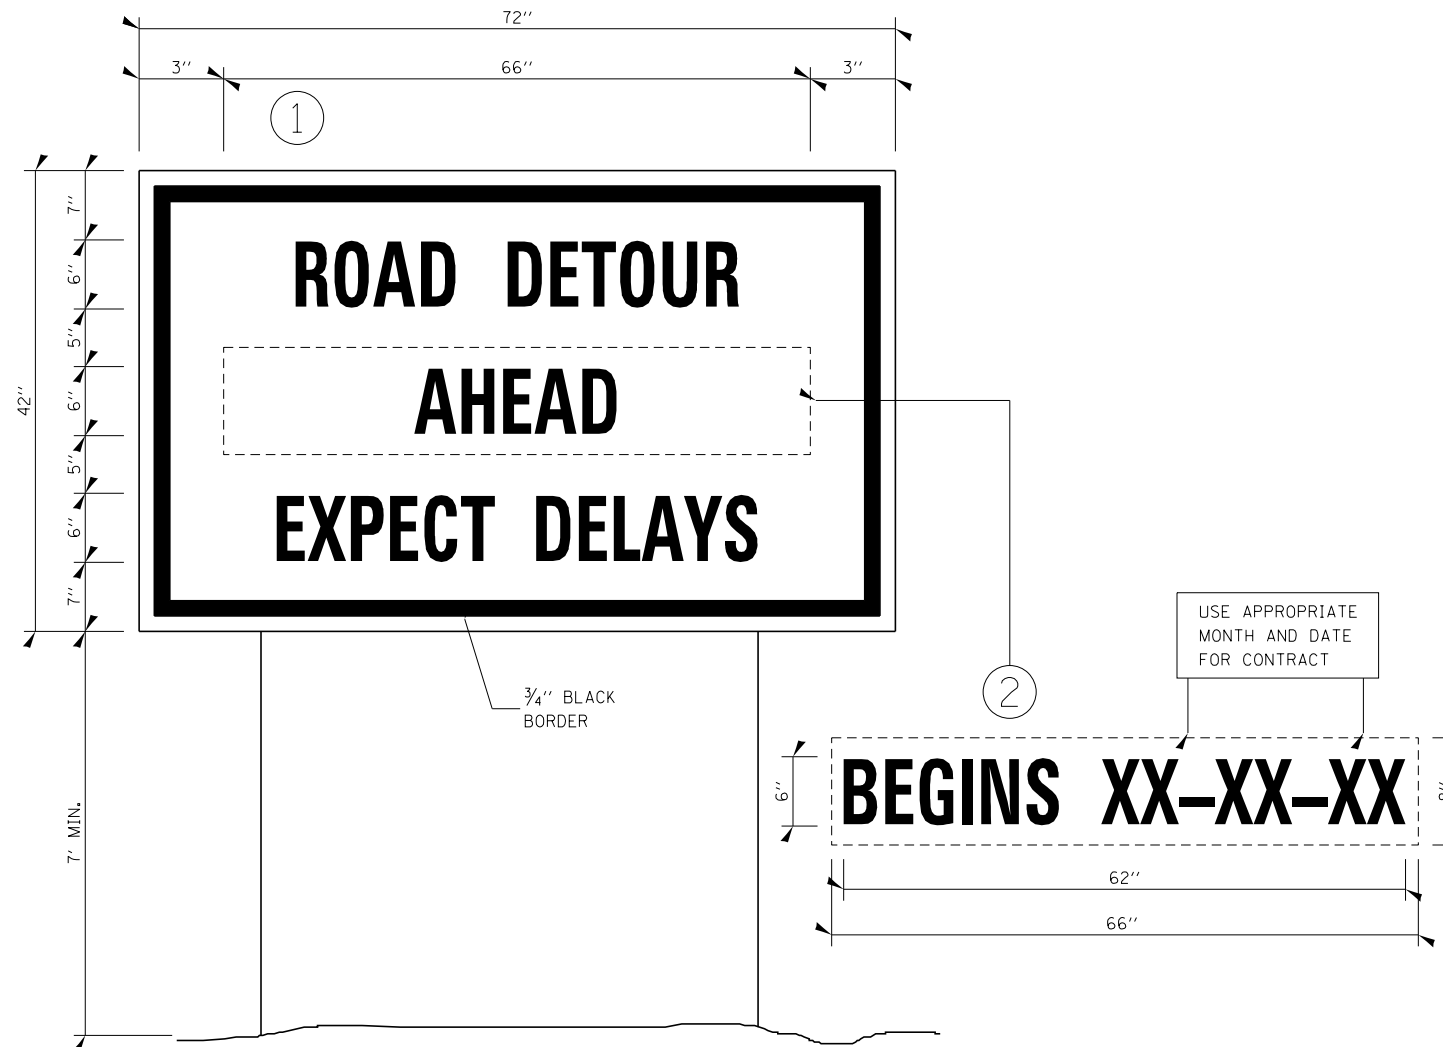 72''
3'' 66'' 3''
1
7''
6''
5''
6''
5''
6''
7''
42''
ROAD DETOUR
AHEAD
EXPECT DELAYS
3/4'' BLACK
BORDER
7' MIN.
2
USE APPROPRIATE
MONTH AND DATE
FOR CONTRACT
6''
BEGINS XX-XX-XX
62''
66''